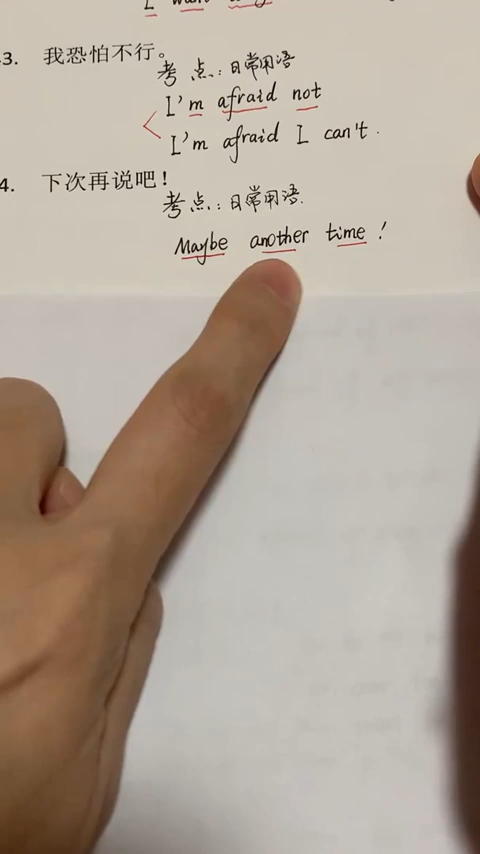 3. 我恐怕不行。
考点：日常用语
I'm afraid not
I'm afraid I can't.
4. 下次再说吧！
考点：日常用语.
Maybe another time!